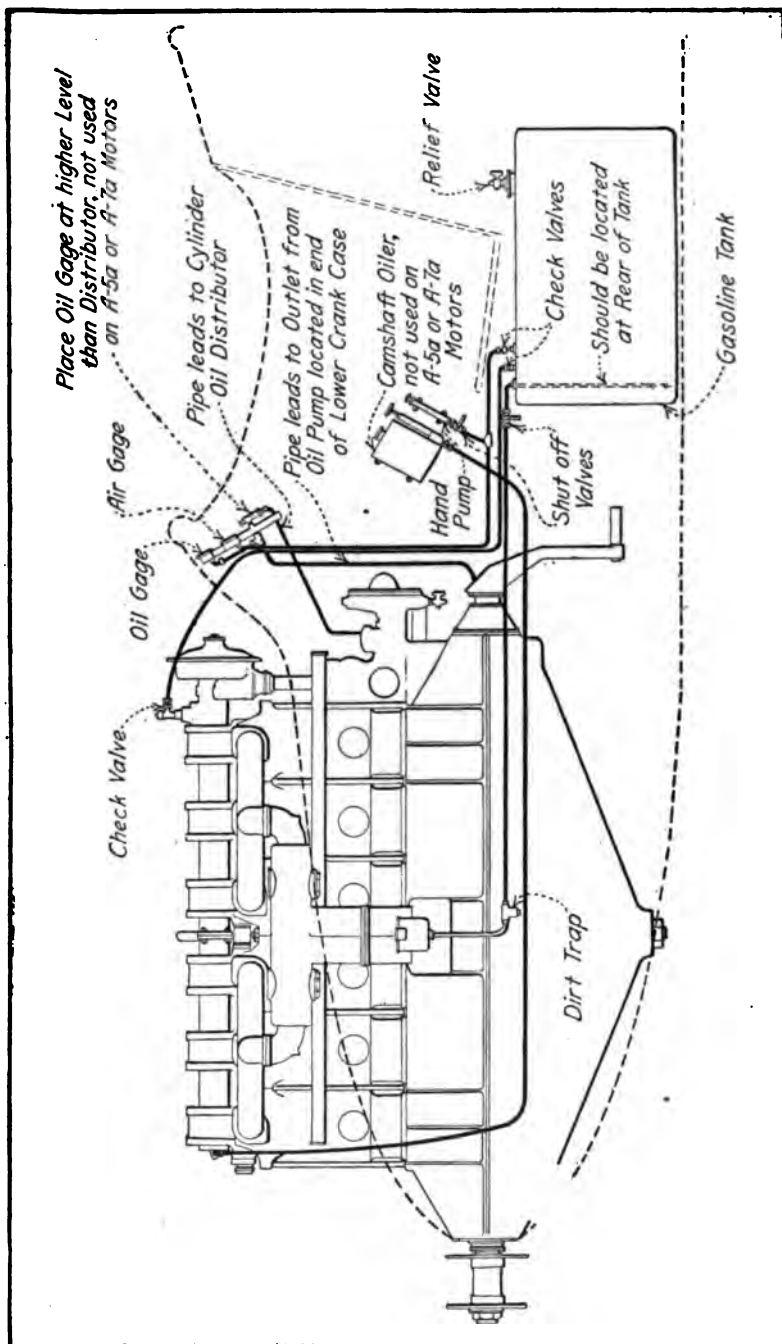 Place Oil Gage at higher Level
than Distributor, not used
on A-5a or A-7a Motors
Air Gage
Oil Gage
Pipe leads to Cylinder
Oil Distributor
Pipe leads to Outlet from
Oil Pump located in end
of Lower Crank Case
Check Valve
Relief Valve
Camshaft Oiler,
not used on
A-5a or A-7a
Motors
Hand
Pump
Check Valves
Shut off
Valves
Should be located
at Rear of Tank
Gasoline Tank
Dirt Trap